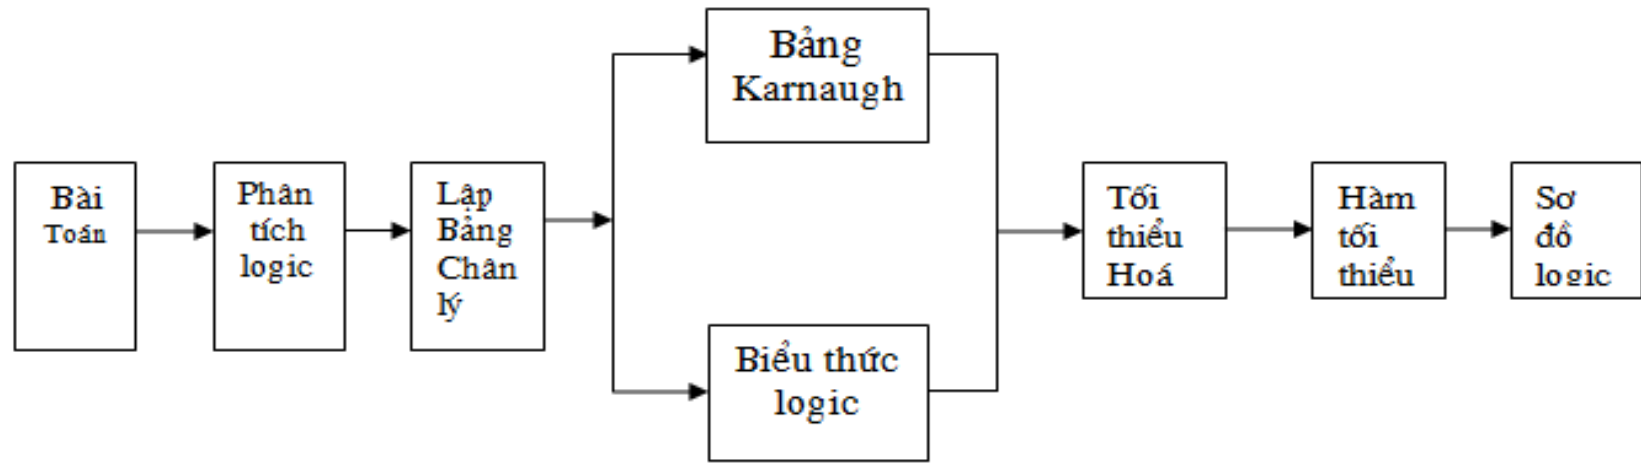 Bài
Toán
Phân
tích
logic
Lập
Bảng
Chân
lý
Bảng
Karnaugh
Biểu thức
logic
Tối
thiểu
Hoá
Hàm
tối
thiểu
Sơ
đồ
logic